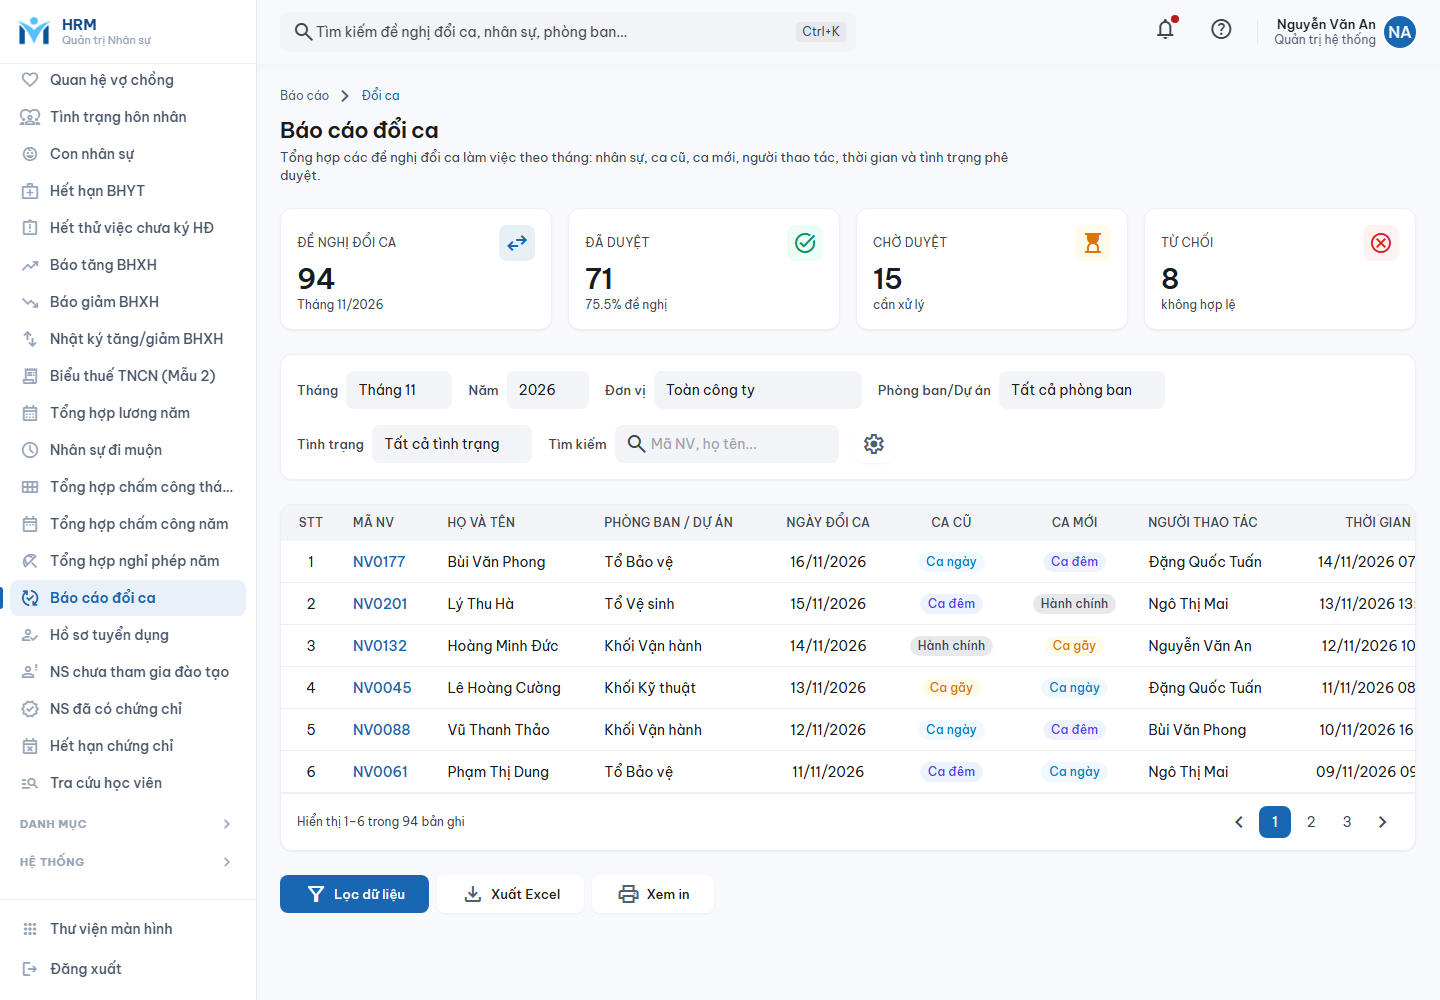 HRM
Quản trị Nhân sự
Tìm kiếm đề nghị đổi ca, nhân sự, phòng ban...
Ctrl+K
Nguyễn Văn An
Quản trị hệ thống
NA
Quan hệ vợ chồng
Tình trạng hôn nhân
Con nhân sự
Hết hạn BHYT
Hết thử việc chưa ký HĐ
Báo tăng BHXH
Báo giảm BHXH
Nhật ký tăng/giảm BHXH
Biểu thuế TNCN (Mẫu 2)
Tổng hợp lương năm
Nhân sự đi muộn
Tổng hợp chấm công thá...
Tổng hợp chấm công năm
Tổng hợp nghỉ phép năm
Báo cáo đổi ca
Hồ sơ tuyển dụng
NS chưa tham gia đào tạo
NS đã có chứng chỉ
Hết hạn chứng chỉ
Tra cứu học viên
DANH MỤC
HỆ THỐNG
Thư viện màn hình
Đăng xuất
Báo cáo > Đổi ca
Báo cáo đổi ca
Tổng hợp các đề nghị đổi ca làm việc theo tháng: nhân sự, ca cũ, ca mới, người thao tác, thời gian và tình trạng phê
duyệt.
ĐỀ NGHỊ ĐỔI CA
94
Tháng 11/2026
ĐÃ DUYỆT
71
75.5% đề nghị
CHỜ DUYỆT
15
cần xử lý
TỪ CHỐI
8
không hợp lệ
Tháng Tháng 11 Năm 2026 Đơn vị Toàn công ty Phòng ban/Dự án Tất cả phòng ban
Tình trạng Tất cả tình trạng Tìm kiếm Mã NV, họ tên...
STT MÃ NV HỌ VÀ TÊN PHÒNG BAN / DỰ ÁN NGÀY ĐỔI CA CA CŨ CA MỚI NGƯỜI THAO TÁC THỜI GIAN
1 NV0177 Bùi Văn Phong Tổ Bảo vệ 16/11/2026 Ca ngày Ca đêm Đặng Quốc Tuấn 14/11/2026 07
2 NV0201 Lý Thu Hà Tổ Vệ sinh 15/11/2026 Ca đêm Hành chính Ngô Thị Mai 13/11/2026 13:
3 NV0132 Hoàng Minh Đức Khối Vận hành 14/11/2026 Hành chính Ca gãy Nguyễn Văn An 12/11/2026 10
4 NV0045 Lê Hoàng Cường Khối Kỹ thuật 13/11/2026 Ca gãy Ca ngày Đặng Quốc Tuấn 11/11/2026 08
5 NV0088 Vũ Thanh Thảo Khối Vận hành 12/11/2026 Ca ngày Ca đêm Bùi Văn Phong 10/11/2026 16
6 NV0061 Phạm Thị Dung Tổ Bảo vệ 11/11/2026 Ca đêm Ca ngày Ngô Thị Mai 09/11/2026 09
Hiển thị 1–6 trong 94 bản ghi
1 2 3
Lọc dữ liệu
Xuất Excel
Xem in